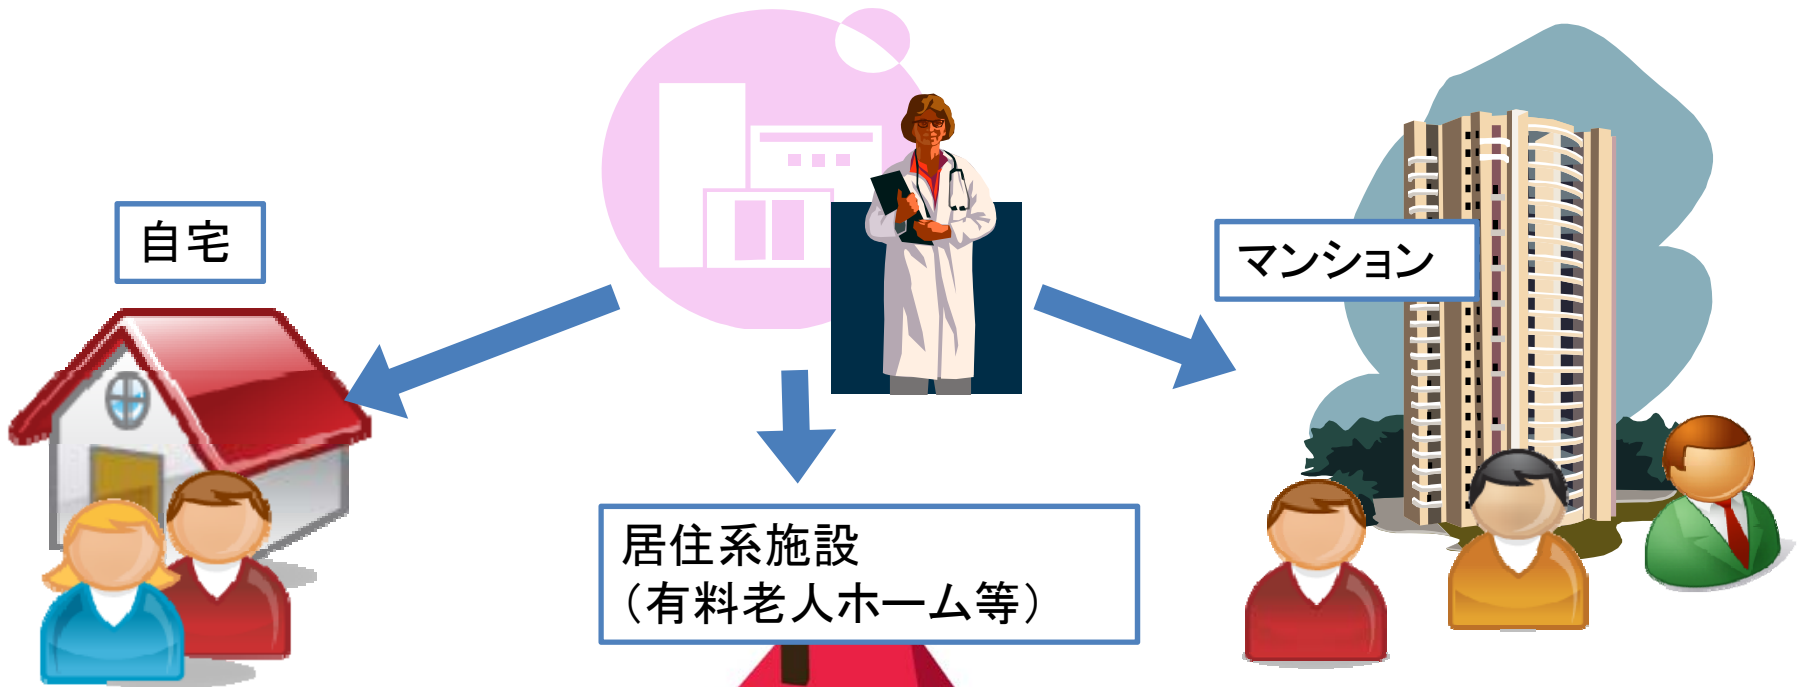 自宅
マンション
居住系施設
（有料老人ホーム等）